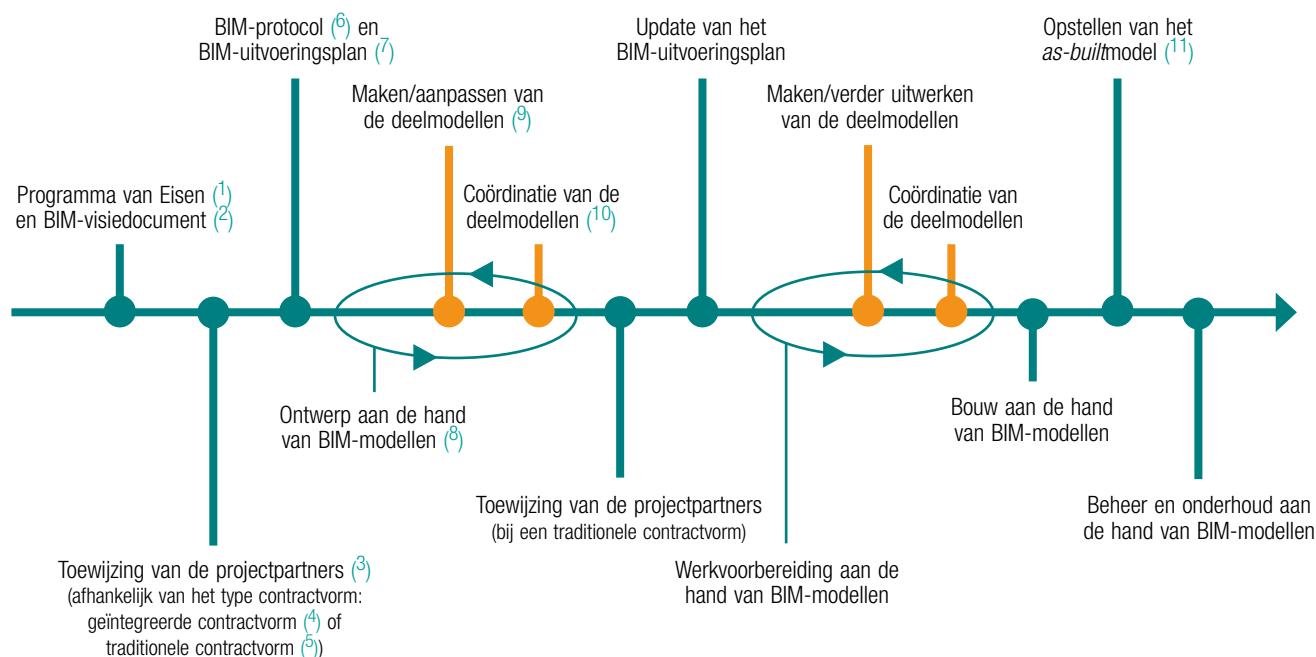 BIM-protocol (6) en
BIM-uitvoeringsplan (7)
Update van het
BIM-uitvoeringsplan
Opstellen van het
as-builtmodel (11)
Maken/aanpassen van
de deelmodellen (9)
Maken/verder uitwerken
van de deelmodellen
Programma van Eisen (1)
en BIM-visiedocument (2)
Coördinatie van de
deelmodellen (10)
Coördinatie van
de deelmodellen
Ontwerp aan de hand
van BIM-modellen (8)
Bouw aan de hand
van BIM-modellen
Toewijzing van de projectpartners
(bij een traditionele contractvorm)
Beheer en onderhoud aan
de hand van BIM-modellen
Toewijzing van de projectpartners (3)
(afhankelijk van het type contractvorm:
geïntegreerde contractvorm (4) of
traditionele contractvorm (5))
Werkvoorbereiding aan de
hand van BIM-modellen